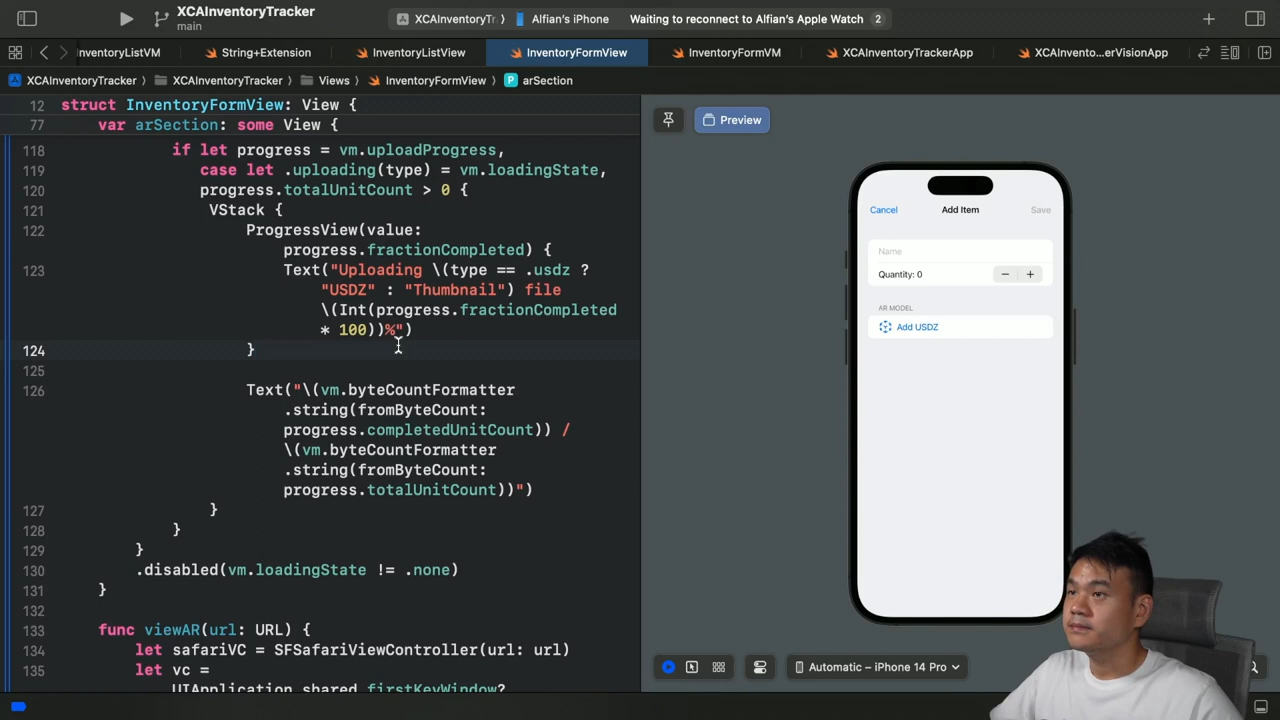 XCAInventoryTracker
main
XCAInventoryTr
Alfian's iPhone
Waiting to reconnect to Alfian's Apple Watch
2
nventoryListVM
String+Extension
InventoryListView
InventoryFormView
InventoryFormVM
XCAInventoryTrackerApp
XCAInvento...erVisionApp
XCAInventoryTracker
XCAInventoryTracker
Views
InventoryFormView
P
arSection
12 struct InventoryFormView: View {
77 var arSection: some View {
118 if let progress = vm.uploadProgress,
119 case let .uploading(type) = vm.loadingState,
120 progress.totalUnitCount > 0 {
121 VStack {
122 ProgressView(value:
progress.fractionCompleted) {
123 Text("Uploading \(type == .usdz ?
"USDZ" : "Thumbnail") file
\(Int(progress.fractionCompleted
* 100))%")
124 }
125
126 Text("\(vm.byteCountFormatter
.string(fromByteCount:
progress.completedUnitCount)) /
\(vm.byteCountFormatter
.string(fromByteCount:
progress.totalUnitCount))")
127 }
128 }
129 }
130 .disabled(vm.loadingState != .none)
131 }
132
133 func viewAR(url: URL) {
134 let safariVC = SFSafariViewController(url: url)
135 let vc =
UIApplication.shared.firstKeyWindow?
Preview
Cancel
Add Item
Save
Name
Quantity: 0
AR MODEL
Add USDZ
Automatic – iPhone 14 Pro